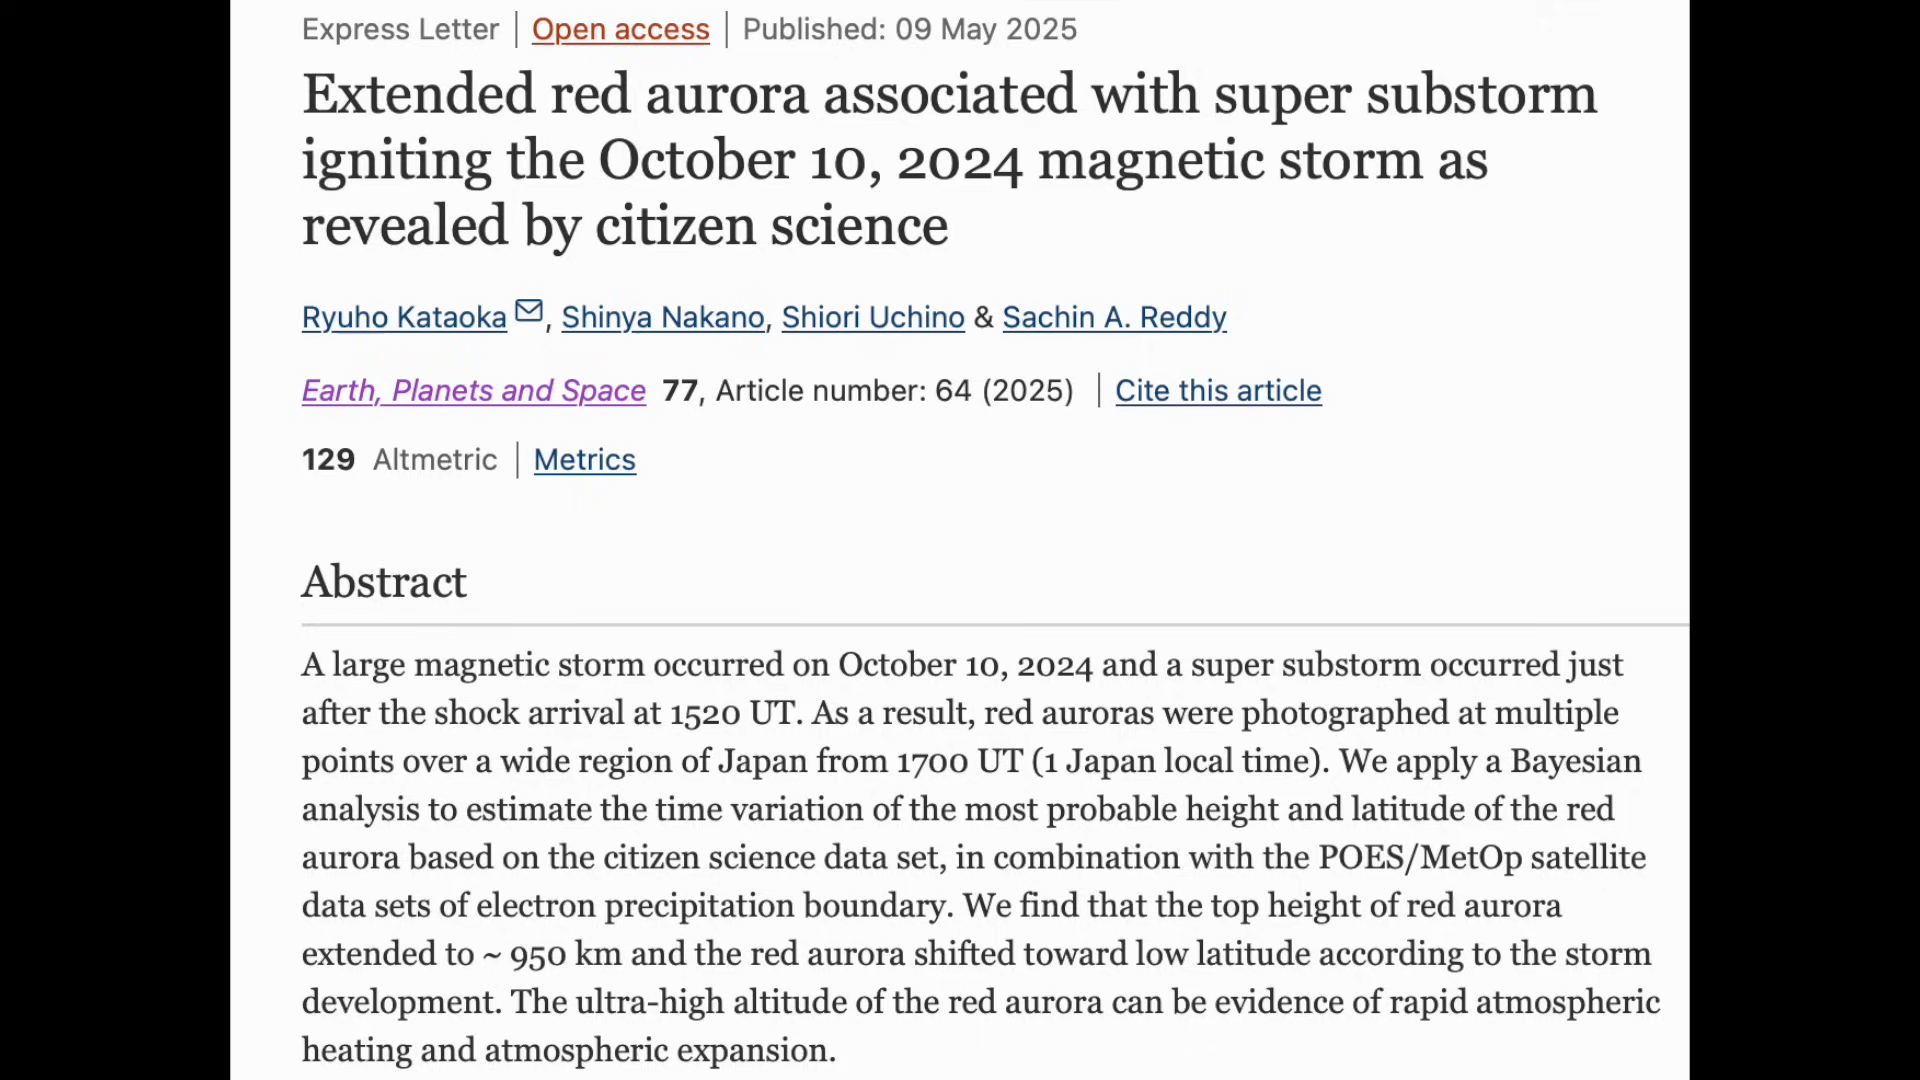 Express Letter | Open access | Published: 09 May 2025
Extended red aurora associated with super substorm
igniting the October 10, 2024 magnetic storm as
revealed by citizen science
Ryuho Kataoka, Shinya Nakano, Shiori Uchino & Sachin A. Reddy
Earth, Planets and Space 77, Article number: 64 (2025) | Cite this article
129 Altmetric | Metrics
Abstract
A large magnetic storm occurred on October 10, 2024 and a super substorm occurred just
after the shock arrival at 1520 UT. As a result, red auroras were photographed at multiple
points over a wide region of Japan from 1700 UT (1 Japan local time). We apply a Bayesian
analysis to estimate the time variation of the most probable height and latitude of the red
aurora based on the citizen science data set, in combination with the POES/MetOp satellite
data sets of electron precipitation boundary. We find that the top height of red aurora
extended to ~ 950 km and the red aurora shifted toward low latitude according to the storm
development. The ultra-high altitude of the red aurora can be evidence of rapid atmospheric
heating and atmospheric expansion.